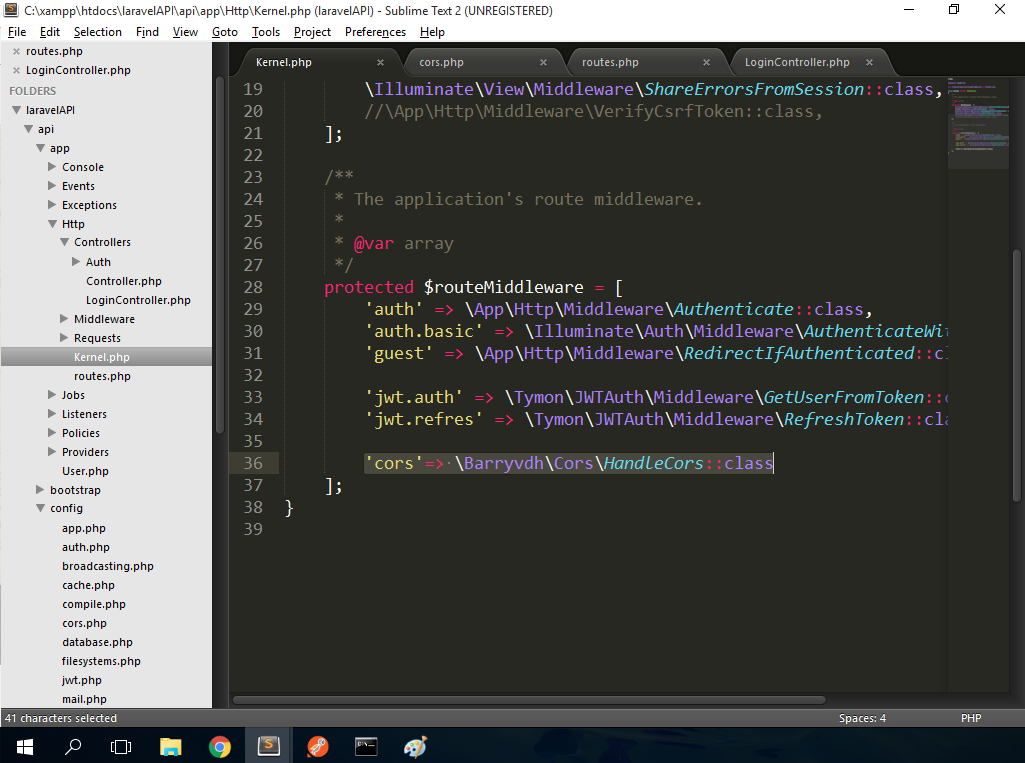 C:\xampp\htdocs\laravelAPI\api\app\Http\Kernel.php (laravelAPI) - Sublime Text 2 (UNREGISTERED)
File Edit Selection Find View Goto Tools Project Preferences Help
routes.php
LoginController.php
FOLDERS
laravelAPI
api
app
Console
Events
Exceptions
Http
Controllers
Auth
Controller.php
LoginController.php
Middleware
Requests
Kernel.php
routes.php
Jobs
Listeners
Policies
Providers
User.php
bootstrap
config
app.php
auth.php
broadcasting.php
cache.php
compile.php
cors.php
database.php
filesystems.php
jwt.php
mail.php
Kernel.php cors.php routes.php LoginController.php
19 \Illuminate\View\Middleware\ShareErrorsFromSession::class,
20 //\App\Http\Middleware\VerifyCsrfToken::class,
21 ];
22
23 /**
24 * The application's route middleware.
25 *
26 * @var array
27 */
28 protected $routeMiddleware = [
29 'auth' => \App\Http\Middleware\Authenticate::class,
30 'auth.basic' => \Illuminate\Auth\Middleware\AuthenticateWi
31 'guest' => \App\Http\Middleware\RedirectIfAuthenticated::cl
32
33 'jwt.auth' => \Tymon\JWTAuth\Middleware\GetUserFromToken::c
34 'jwt.refres' => \Tymon\JWTAuth\Middleware\RefreshToken::cla
35
36 'cors'=> \Barryvdh\Cors\HandleCors::class
37 ];
38 }
39
41 characters selected Spaces: 4 PHP